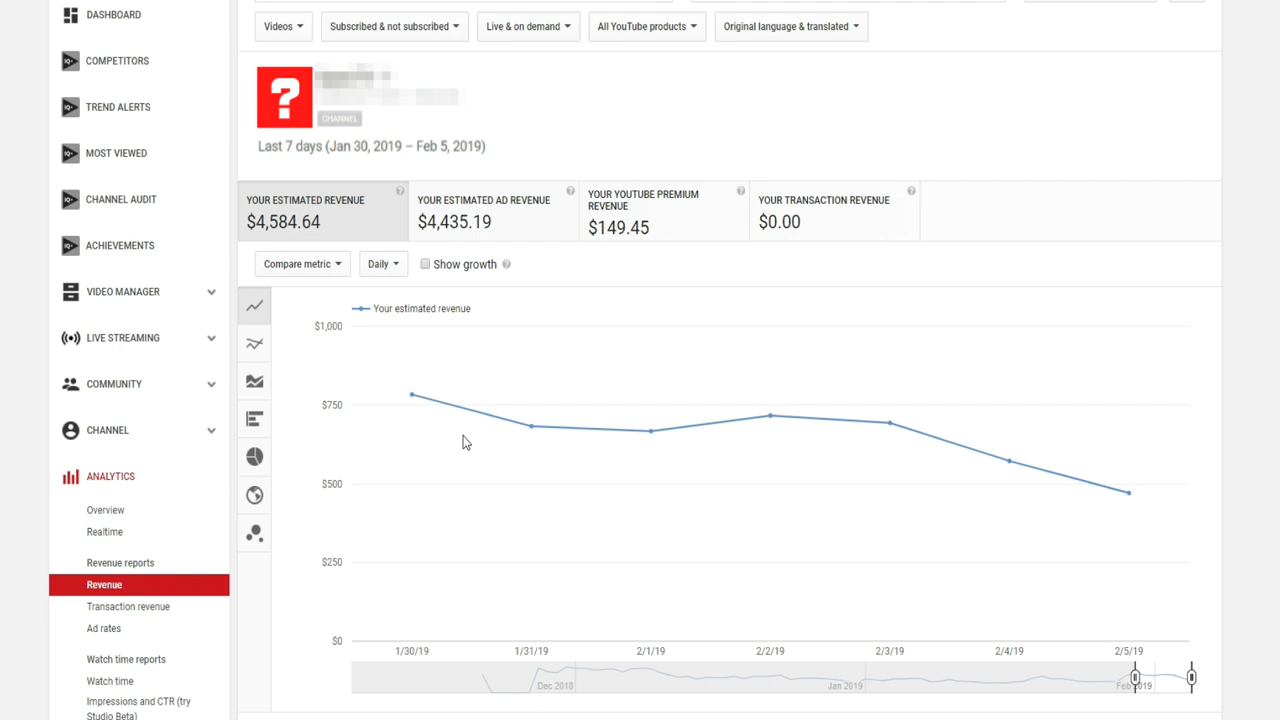 DASHBOARD
COMPETITORS
TREND ALERTS
MOST VIEWED
CHANNEL AUDIT
ACHIEVEMENTS
VIDEO MANAGER
LIVE STREAMING
COMMUNITY
CHANNEL
ANALYTICS
Overview
Realtime
Revenue reports
Revenue
Transaction revenue
Ad rates
Watch time reports
Watch time
Impressions and CTR (try
Studio Beta)
Videos
Subscribed & not subscribed
Live & on demand
All YouTube products
Original language & translated
?
CHANNEL
Last 7 days (Jan 30, 2019 – Feb 5, 2019)
YOUR ESTIMATED REVENUE
$4,584.64
YOUR ESTIMATED AD REVENUE
$4,435.19
YOUR YOUTUBE PREMIUM
REVENUE
$149.45
YOUR TRANSACTION REVENUE
$0.00
Compare metric
Daily
Show growth
Your estimated revenue
$1,000
$750
$500
$250
$0
1/30/19
1/31/19
2/1/19
2/2/19
2/3/19
2/4/19
2/5/19
Dec 2018
Jan 2019